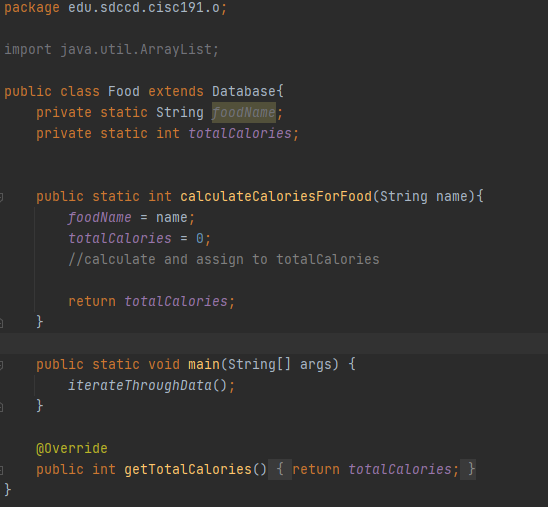 package edu.sdccd.cisc191.o;
import java.util.ArrayList;
public class Food extends Database{
private static String foodName;
private static int totalCalories;
public static int calculateCaloriesForFood(String name){
foodName = name;
totalCalories = 0;
//calculate and assign to totalCalories
return totalCalories;
}
public static void main(String[] args) {
iterateThroughData();
}
@Override
public int getTotalCalories() { return totalCalories; }
}